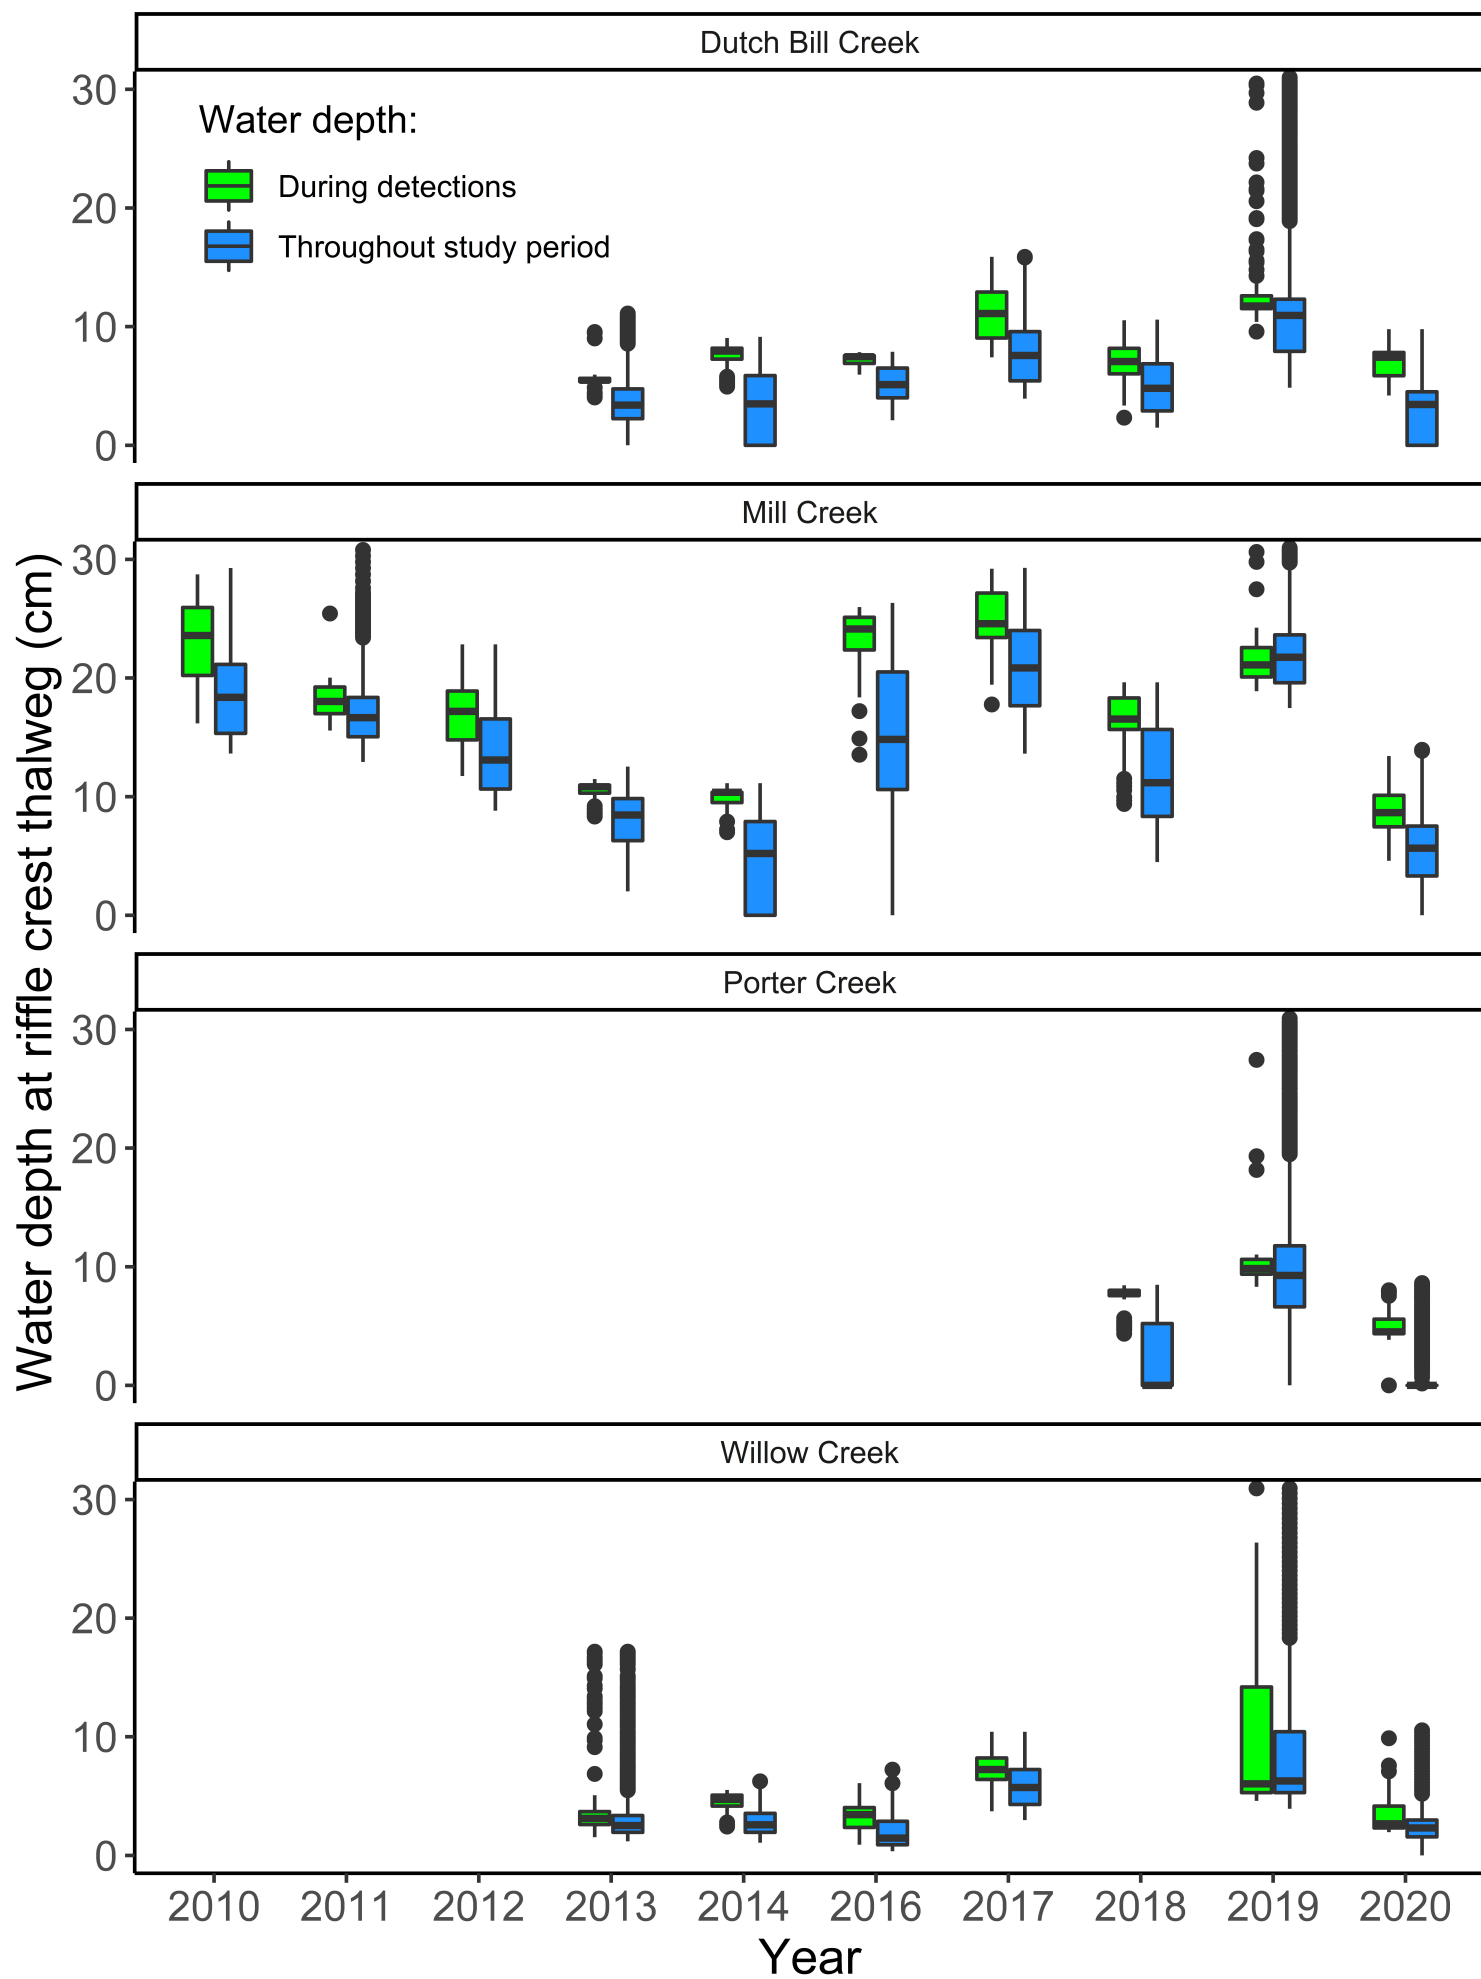 Dutch Bill Creek
30
20
10
0
Water depth:
During detections
Throughout study period
Mill Creek
30
20
10
0
Water depth at riffle crest thalweg (cm)
Porter Creek
30
20
10
0
Willow Creek
30
20
10
0
2010 2011 2012 2013 2014 2016 2017 2018 2019 2020
Year